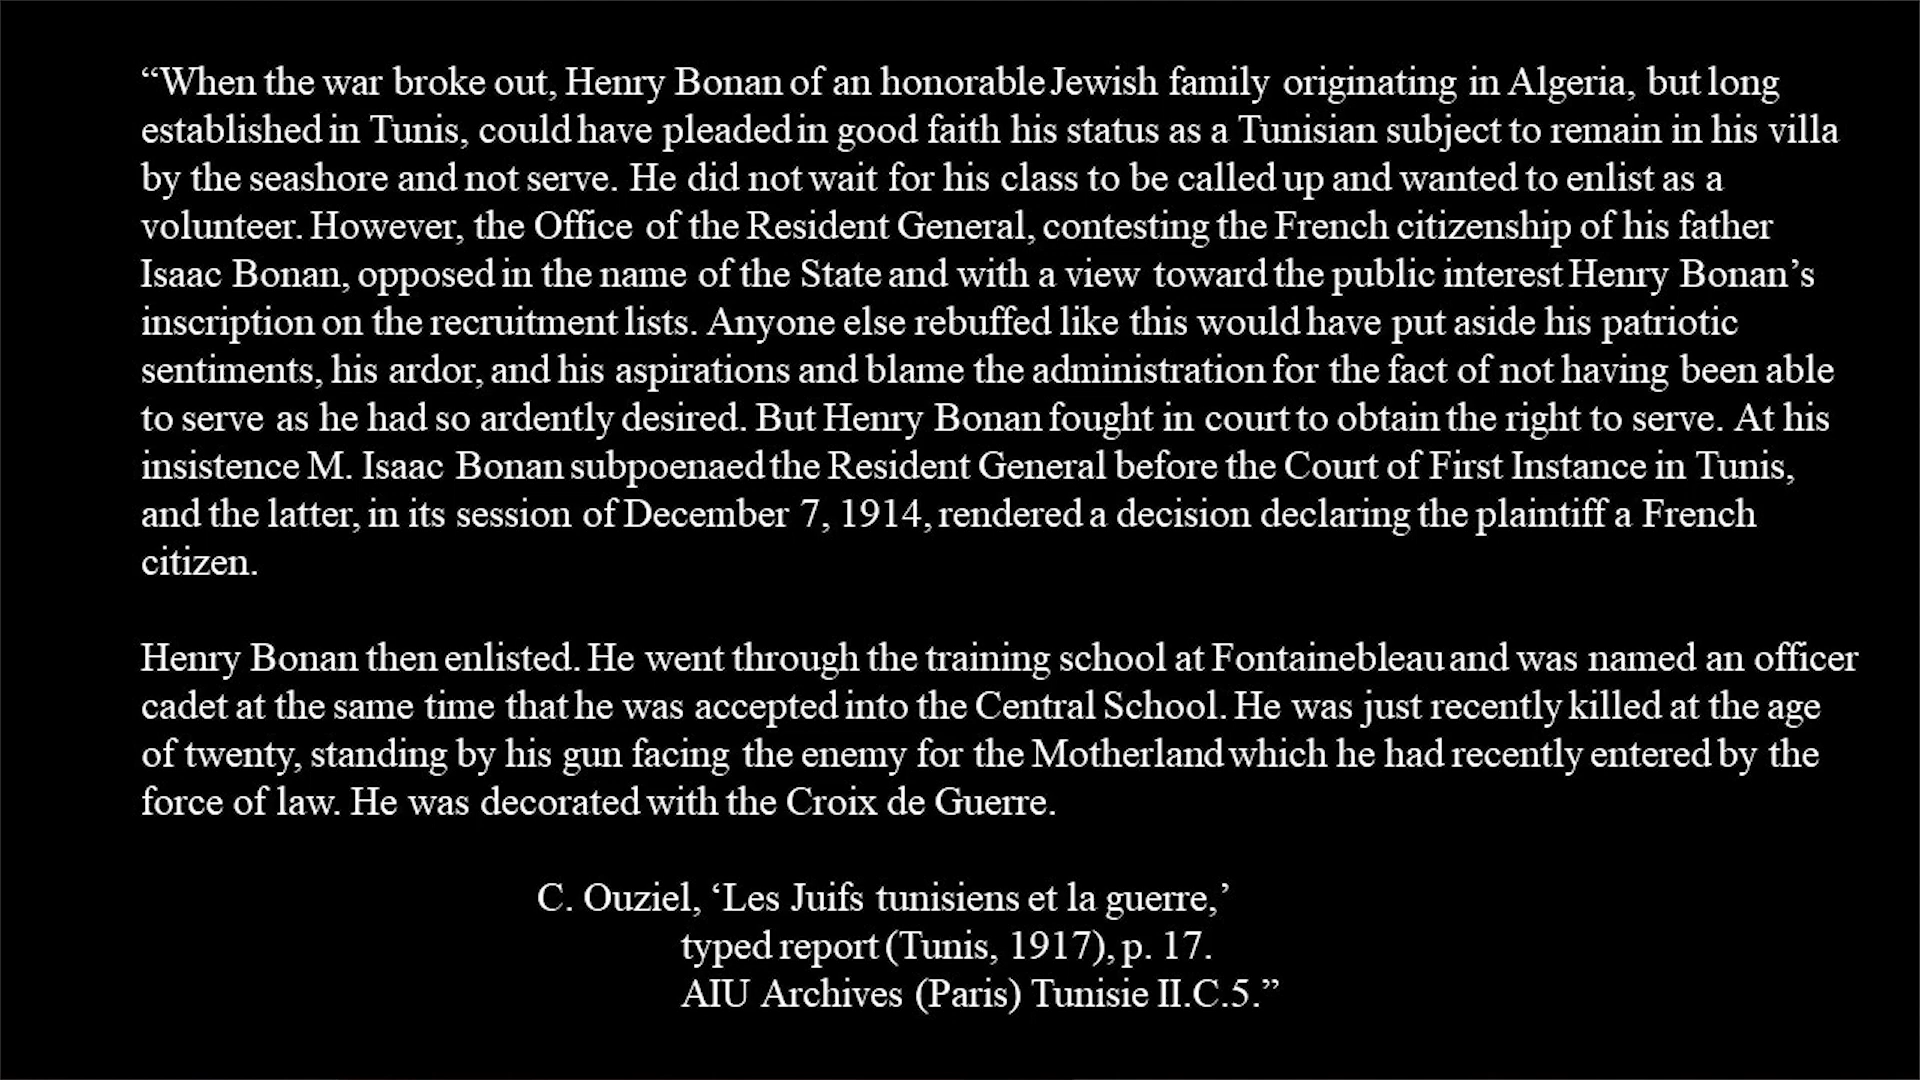 “When the war broke out, Henry Bonan of an honorable Jewish family originating in Algeria, but long
established in Tunis, could have pleaded in good faith his status as a Tunisian subject to remain in his villa
by the seashore and not serve. He did not wait for his class to be called up and wanted to enlist as a
volunteer. However, the Office of the Resident General, contesting the French citizenship of his father
Isaac Bonan, opposed in the name of the State and with a view toward the public interest Henry Bonan’s
inscription on the recruitment lists. Anyone else rebuffed like this would have put aside his patriotic
sentiments, his ardor, and his aspirations and blame the administration for the fact of not having been able
to serve as he had so ardently desired. But Henry Bonan fought in court to obtain the right to serve. At his
insistence M. Isaac Bonan subpoenaed the Resident General before the Court of First Instance in Tunis,
and the latter, in its session of December 7, 1914, rendered a decision declaring the plaintiff a French
citizen.
Henry Bonan then enlisted. He went through the training school at Fontainebleau and was named an officer
cadet at the same time that he was accepted into the Central School. He was just recently killed at the age
of twenty, standing by his gun facing the enemy for the Motherland which he had recently entered by the
force of law. He was decorated with the Croix de Guerre.
C. Ouziel, ‘Les Juifs tunisiens et la guerre,’
typed report (Tunis, 1917), p. 17.
AIU Archives (Paris) Tunisie II.C.5.”